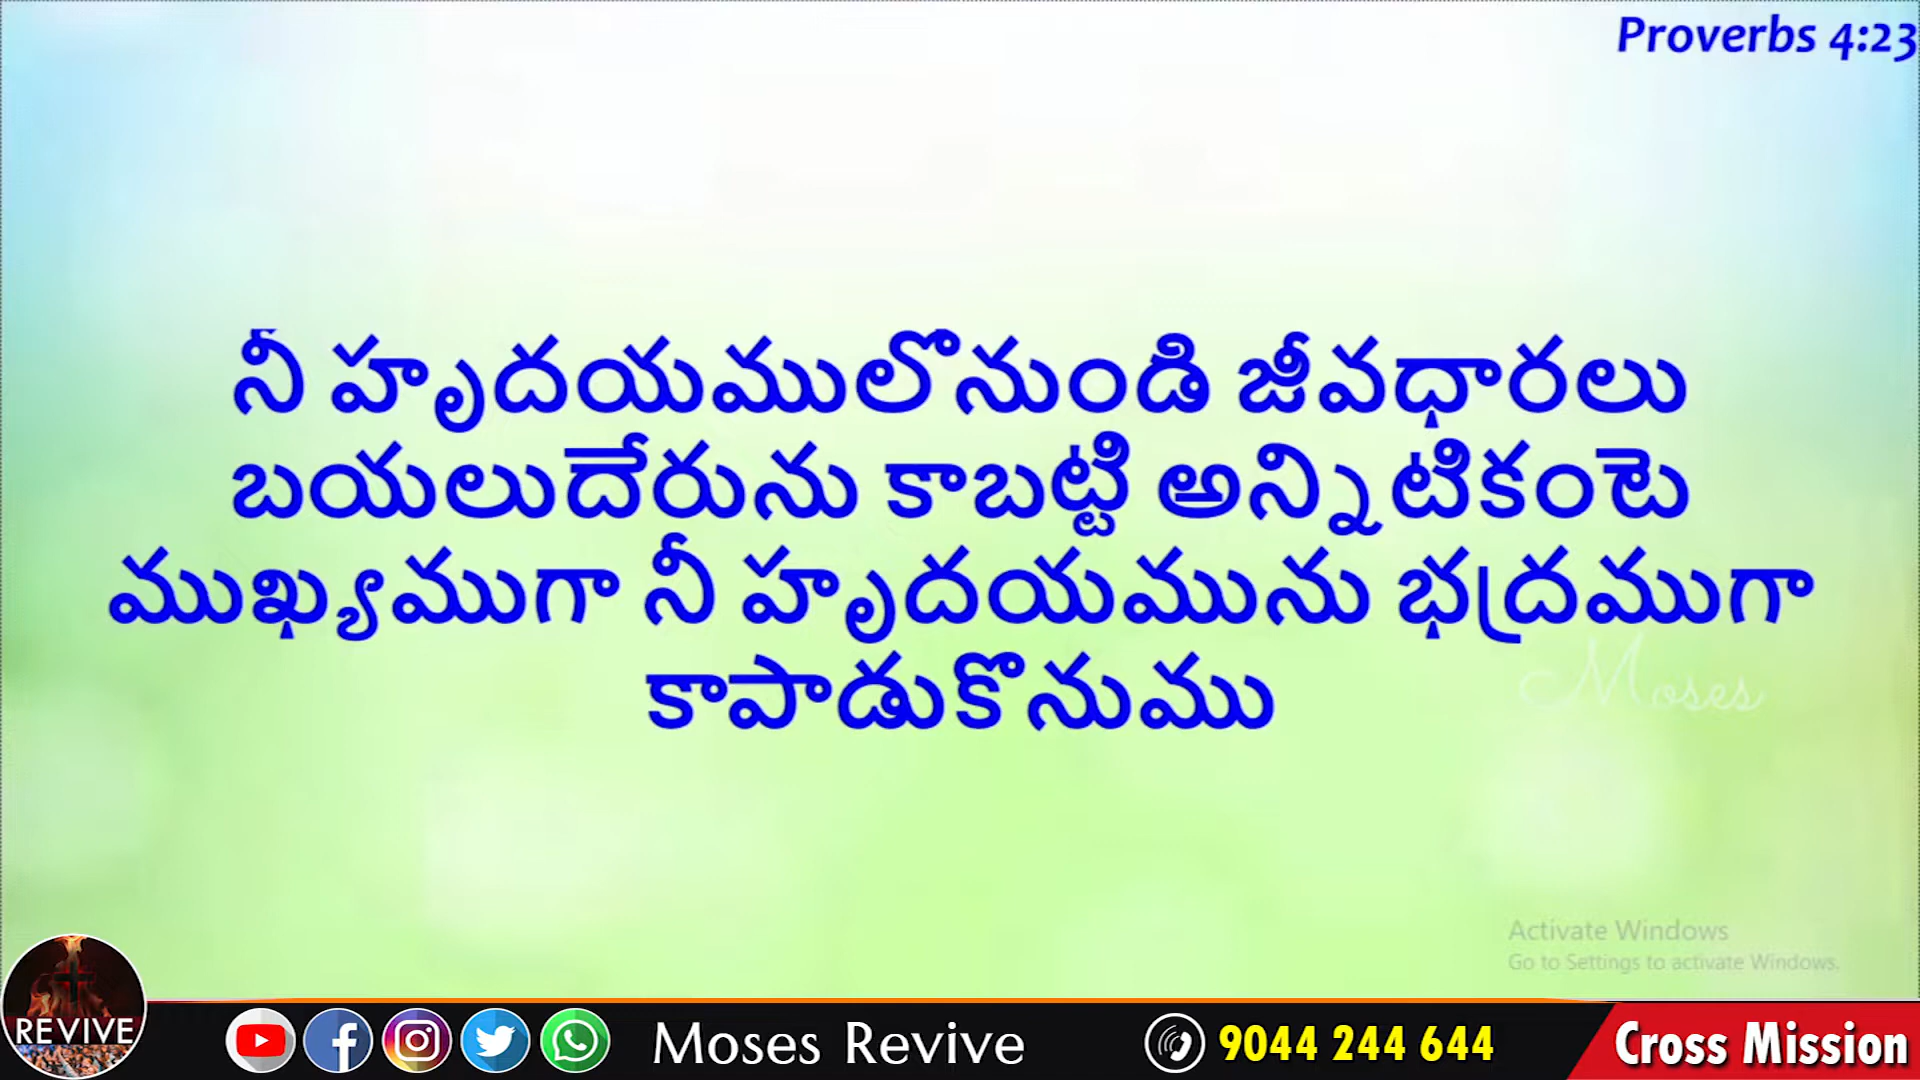 Proverbs 4:23
నీ హృదయములోనుండి జీవధారలు
బయలుదేరును కాబట్టి అన్నిటికంటె
ముఖ్యముగా నీ హృదయమును భద్రముగా
కాపాడుకొనుము
Moses
Activate Windows
Go to Settings to activate Windows.
REVIVE
Moses Revive
9044 244 644
Cross Mission